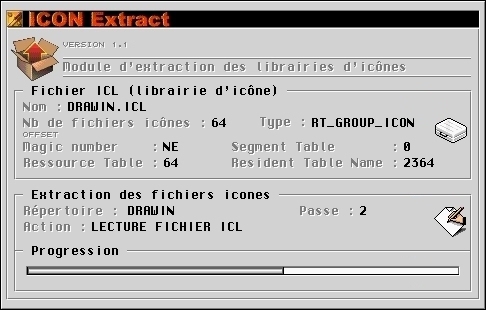 ICON Extract
VERSION 1.1
Module d'extraction des librairies d'icônes
Fichier ICL (librairie d'icône)
Nom : DRAWIN.ICL
Nb de fichiers icônes : 64 Type : RT_GROUP_ICON
OFFSET
Magic number : NE Segment Table : 0
Ressource Table : 64 Resident Table Name : 2364
Extraction des fichiers icones
Répertoire : DRAWIN Passe : 2
Action : LECTURE FICHIER ICL
Progression